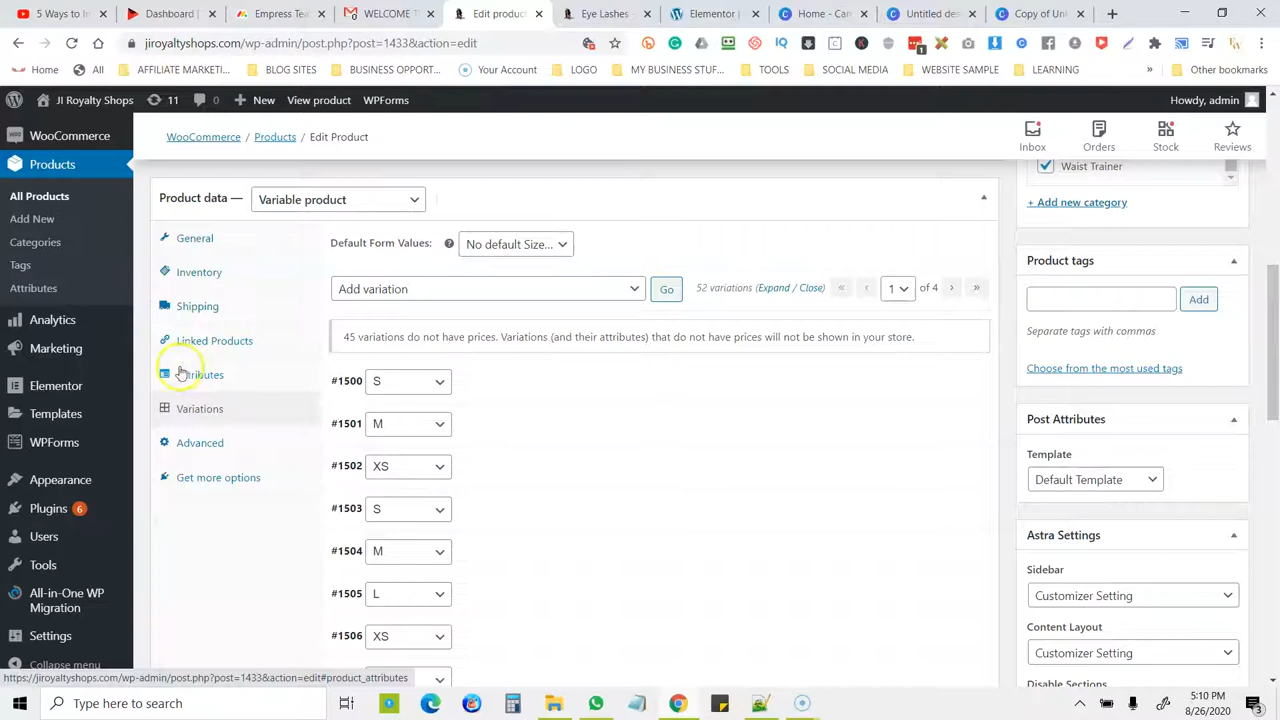 5 Ways to In
Dashboard |
Empress Te
WELCOME T
Edit produc
Eye Lashes –
Elementor |
Home - Can
Untitled des
Copy of Unt
jiroyaltyshops.com/wp-admin/post.php?post=1433&action=edit
Home
All
AFFILIATE MARKETI...
BLOG SITES
BUSINESS OPPORT...
Your Account
LOGO
MY BUSINESS STUF...
TOOLS
SOCIAL MEDIA
WEBSITE SAMPLE
LEARNING
»
Other bookmarks
JI Royalty Shops
11
0
New
View product
WPForms
Howdy, admin
WooCommerce
Products
All Products
Add New
Categories
Tags
Attributes
Analytics
Marketing
Elementor
Templates
WPForms
Appearance
Plugins 6
Users
Tools
All-in-One WP
Migration
Settings
Collapse menu
WooCommerce / Products / Edit Product
Inbox
Orders
Stock
Reviews
Product data —
Variable product
General
Inventory
Shipping
Linked Products
Attributes
Variations
Advanced
Get more options
Default Form Values:
No default Size...
Add variation
Go
52 variations (Expand / Close)
« ‹ 1 of 4 › »
45 variations do not have prices. Variations (and their attributes) that do not have prices will not be shown in your store.
#1500 S
#1501 M
#1502 XS
#1503 S
#1504 M
#1505 L
#1506 XS
Waist Trainer
+ Add new category
Product tags
Add
Separate tags with commas
Choose from the most used tags
Post Attributes
Template
Default Template
Astra Settings
Sidebar
Customizer Setting
Content Layout
Customizer Setting
Disable Sections
https://jiroyaltyshops.com/wp-admin/post.php?post=1433&action=edit#product_attributes
Type here to search
5:10 PM
8/26/2020
3